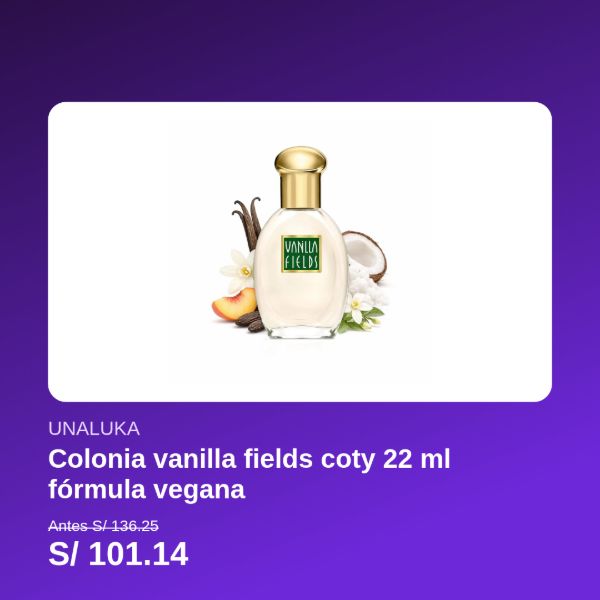 VANILLA
FIELDS
UNALUKA
Colonia vanilla fields coty 22 ml
fórmula vegana
Antes S/ 136.25
S/ 101.14